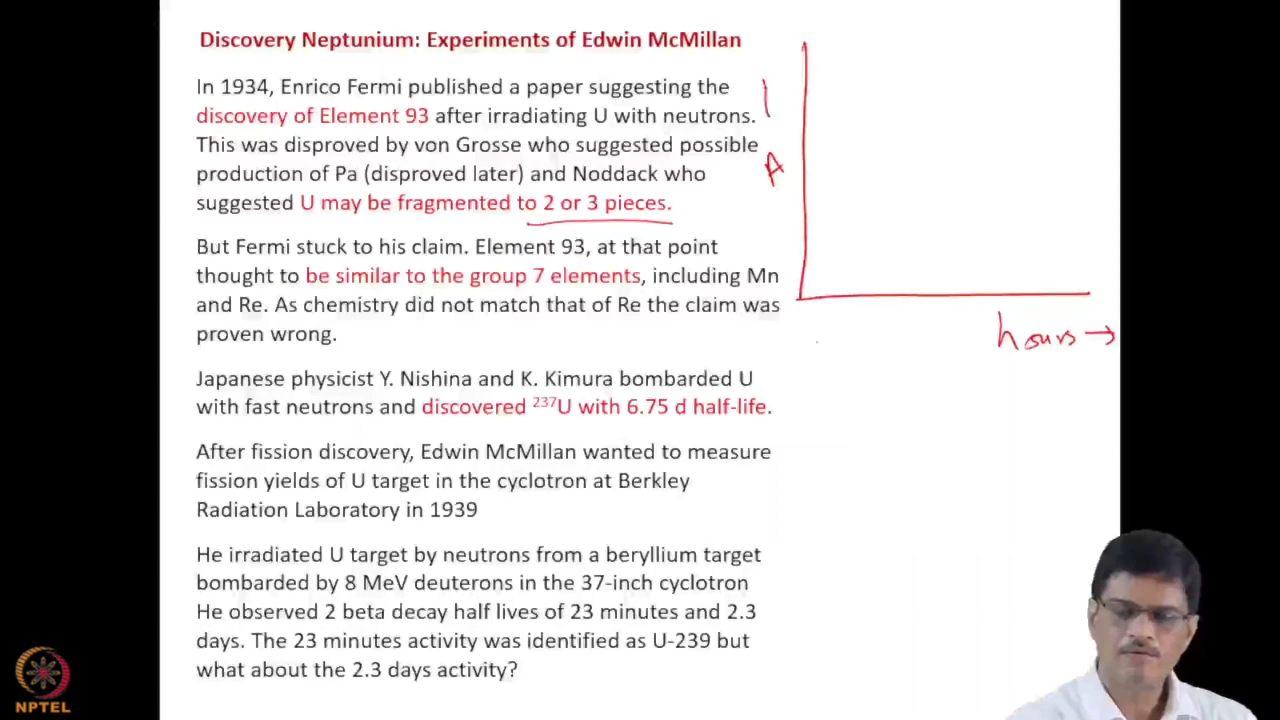 Discovery Neptunium: Experiments of Edwin McMillan
In 1934, Enrico Fermi published a paper suggesting the
discovery of Element 93 after irradiating U with neutrons.
This was disproved by von Grosse who suggested possible
production of Pa (disproved later) and Noddack who
suggested U may be fragmented to 2 or 3 pieces.
But Fermi stuck to his claim. Element 93, at that point
thought to be similar to the group 7 elements, including Mn
and Re. As chemistry did not match that of Re the claim was
proven wrong.
Japanese physicist Y. Nishina and K. Kimura bombarded U
with fast neutrons and discovered ²³⁷U with 6.75 d half-life.
After fission discovery, Edwin McMillan wanted to measure
fission yields of U target in the cyclotron at Berkley
Radiation Laboratory in 1939
He irradiated U target by neutrons from a beryllium target
bombarded by 8 MeV deuterons in the 37-inch cyclotron
He observed 2 beta decay half lives of 23 minutes and 2.3
days. The 23 minutes activity was identified as U-239 but
what about the 2.3 days activity?
A
hours →
NPTEL